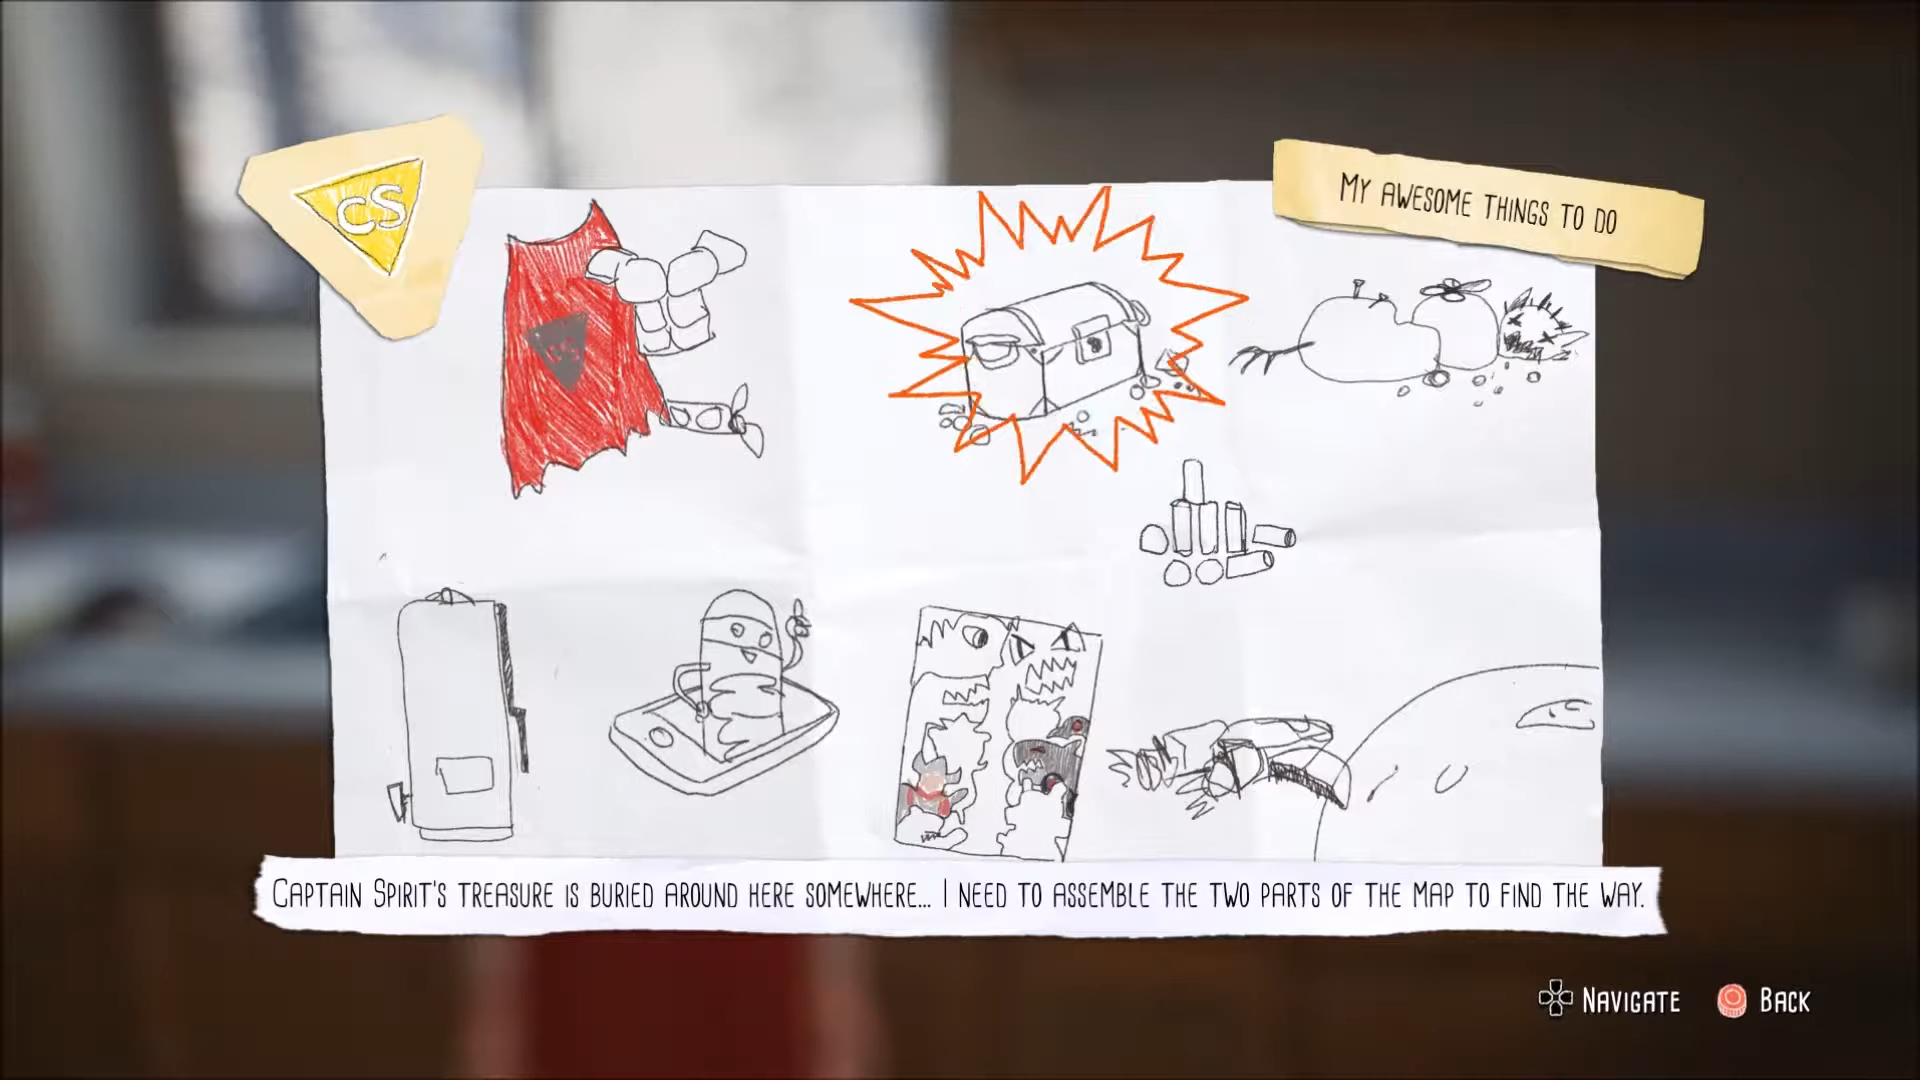 CS
MY AWESOME THINGS TO DO
CS
CAPTAIN SPIRIT'S TREASURE IS BURIED AROUND HERE SOMEWHERE... I NEED TO ASSEMBLE THE TWO PARTS OF THE MAP TO FIND THE WAY.
NAVIGATE
BACK